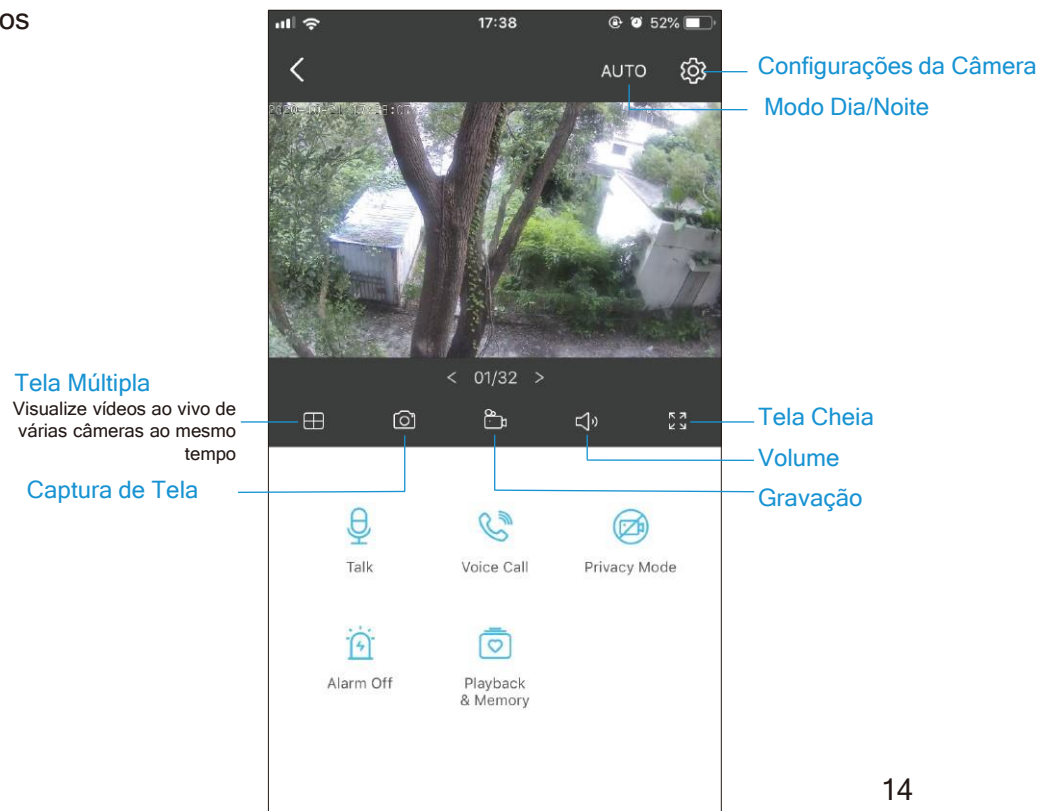 os
17:38
52%
AUTO
Configurações da Câmera
Modo Dia/Noite
< 01/32 >
Tela Múltipla
Visualize vídeos ao vivo de
várias câmeras ao mesmo
tempo
Captura de Tela
Tela Cheia
Volume
Gravação
Talk
Voice Call
Privacy Mode
Alarm Off
Playback
& Memory
14